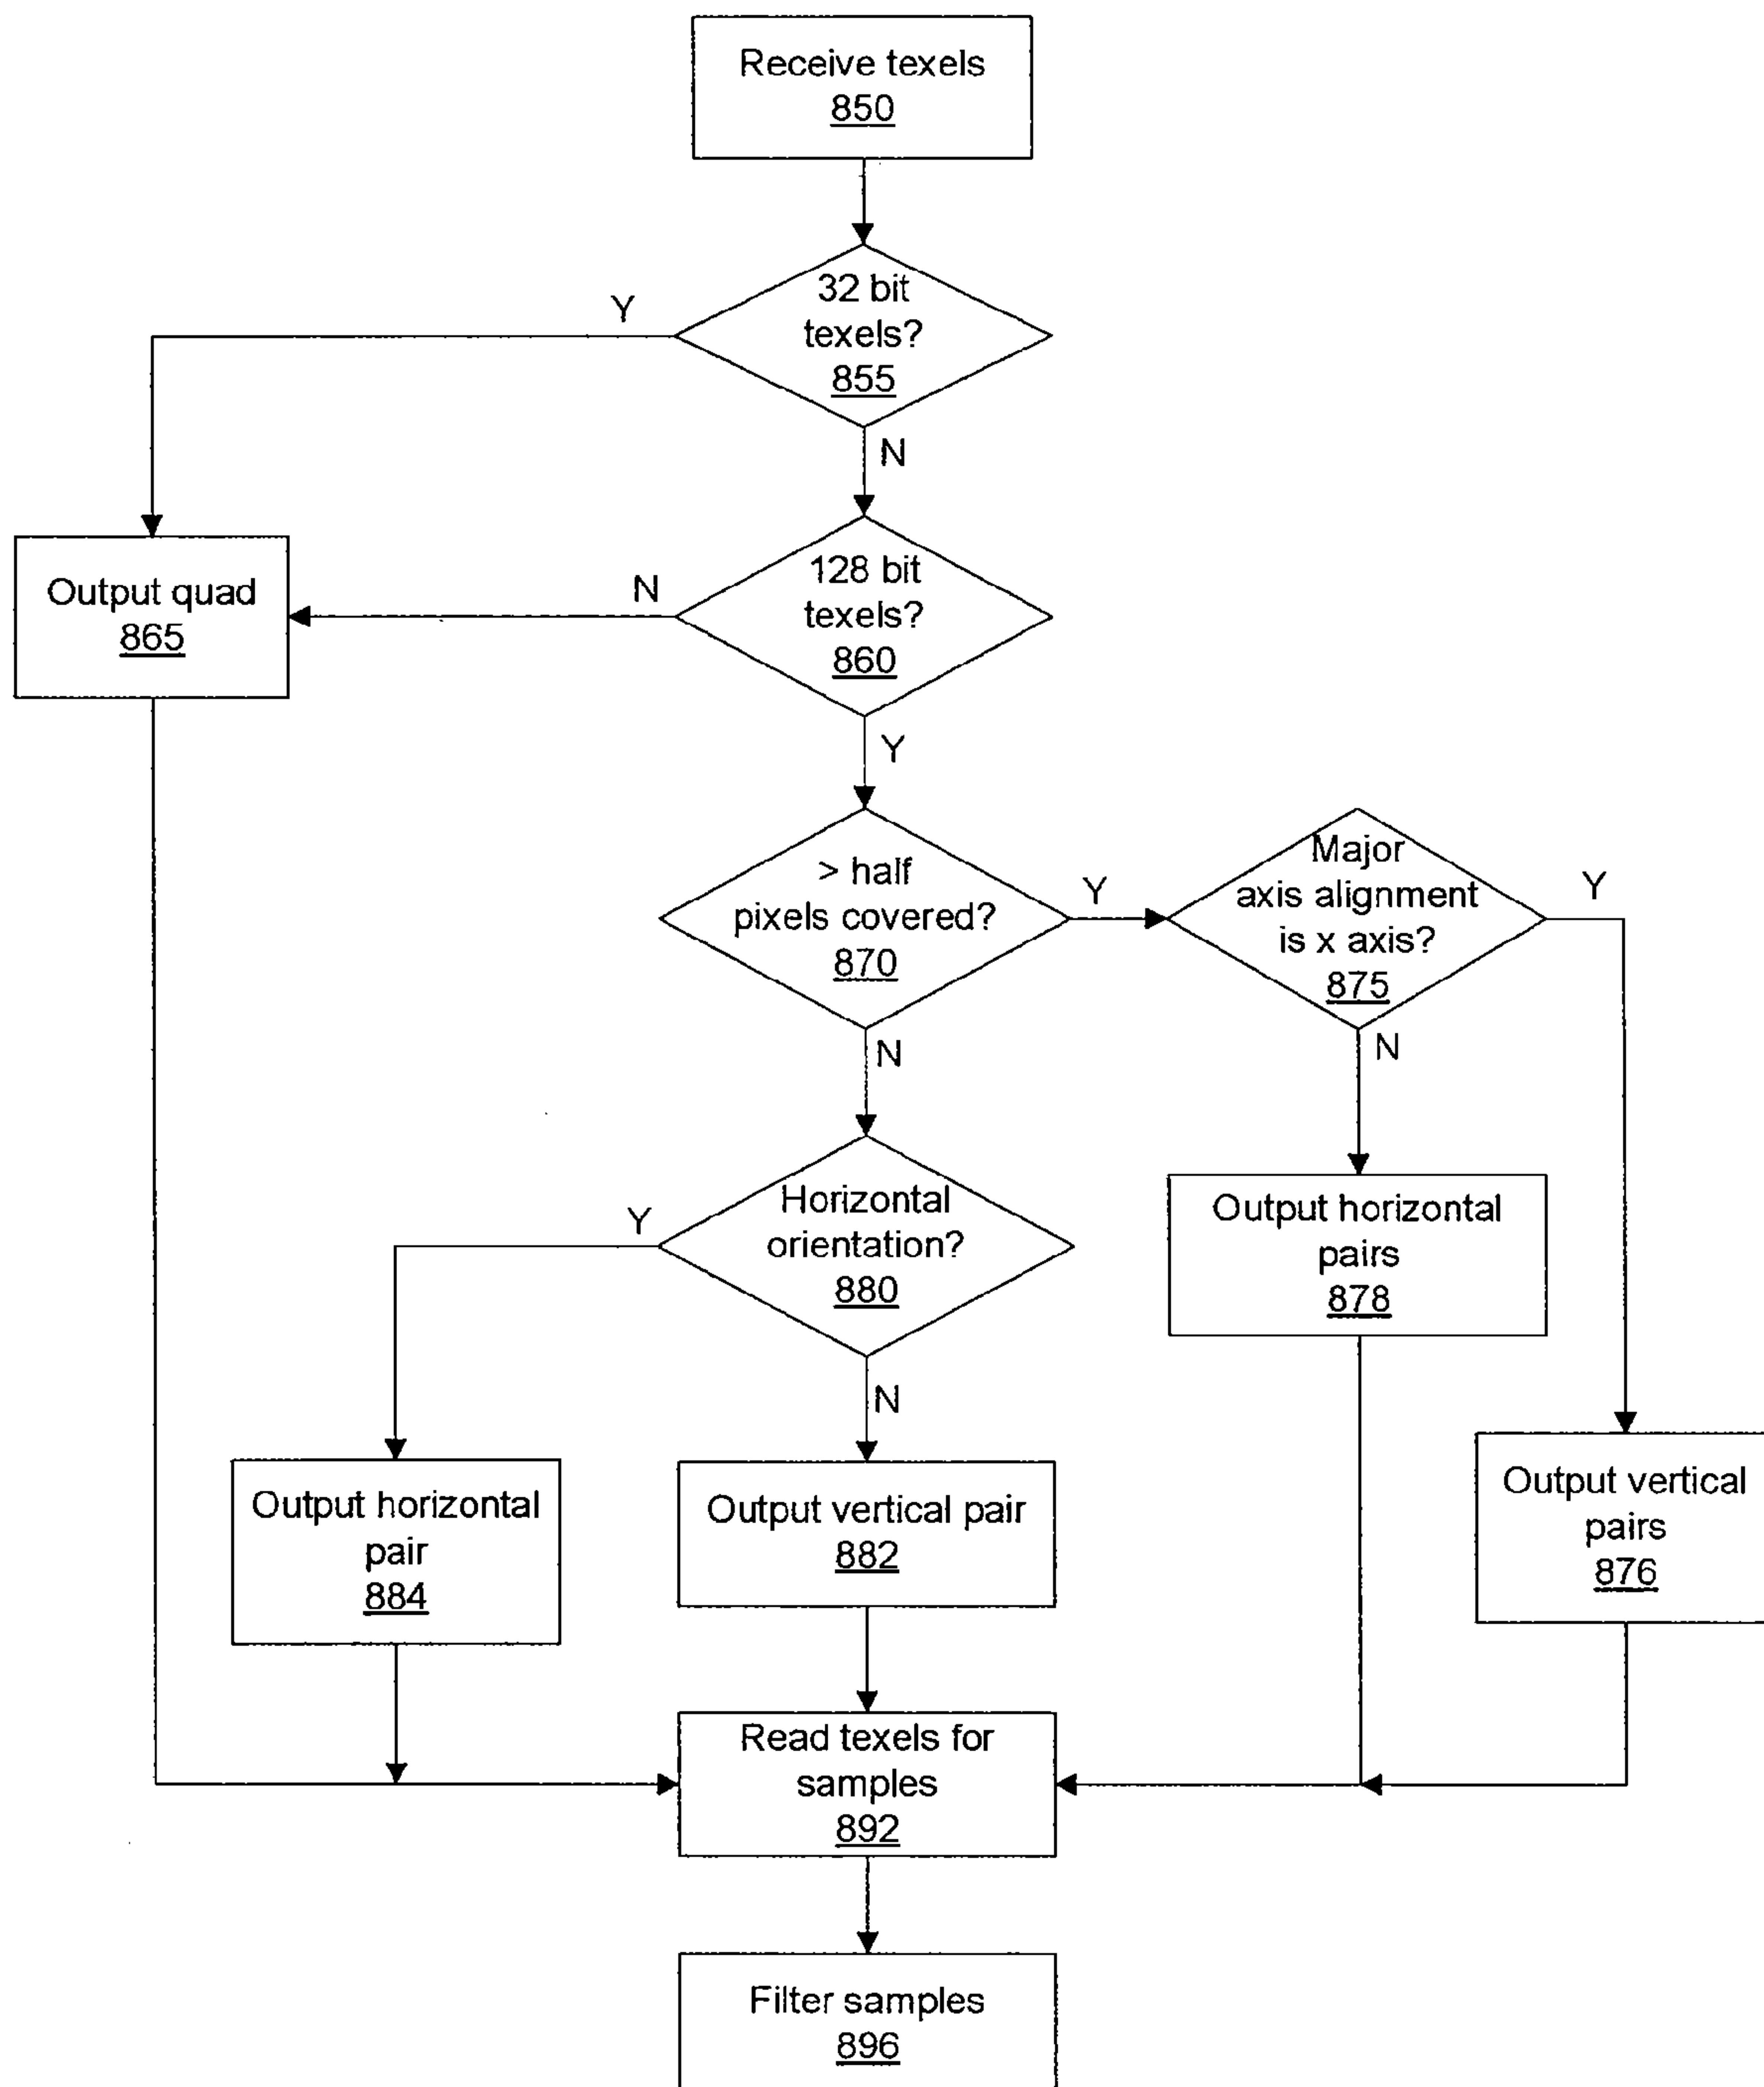 Receive texels
850
32 bit
texels?
855
Y
N
128 bit
texels?
860
N
Y
Output quad
865
> half
pixels covered?
870
Y
N
Major
axis alignment
is x axis?
875
Y
N
Horizontal
orientation?
880
Y
N
Output horizontal
pairs
878
Output vertical
pairs
876
Output horizontal
pair
884
Output vertical pair
882
Read texels for
samples
892
Filter samples
896